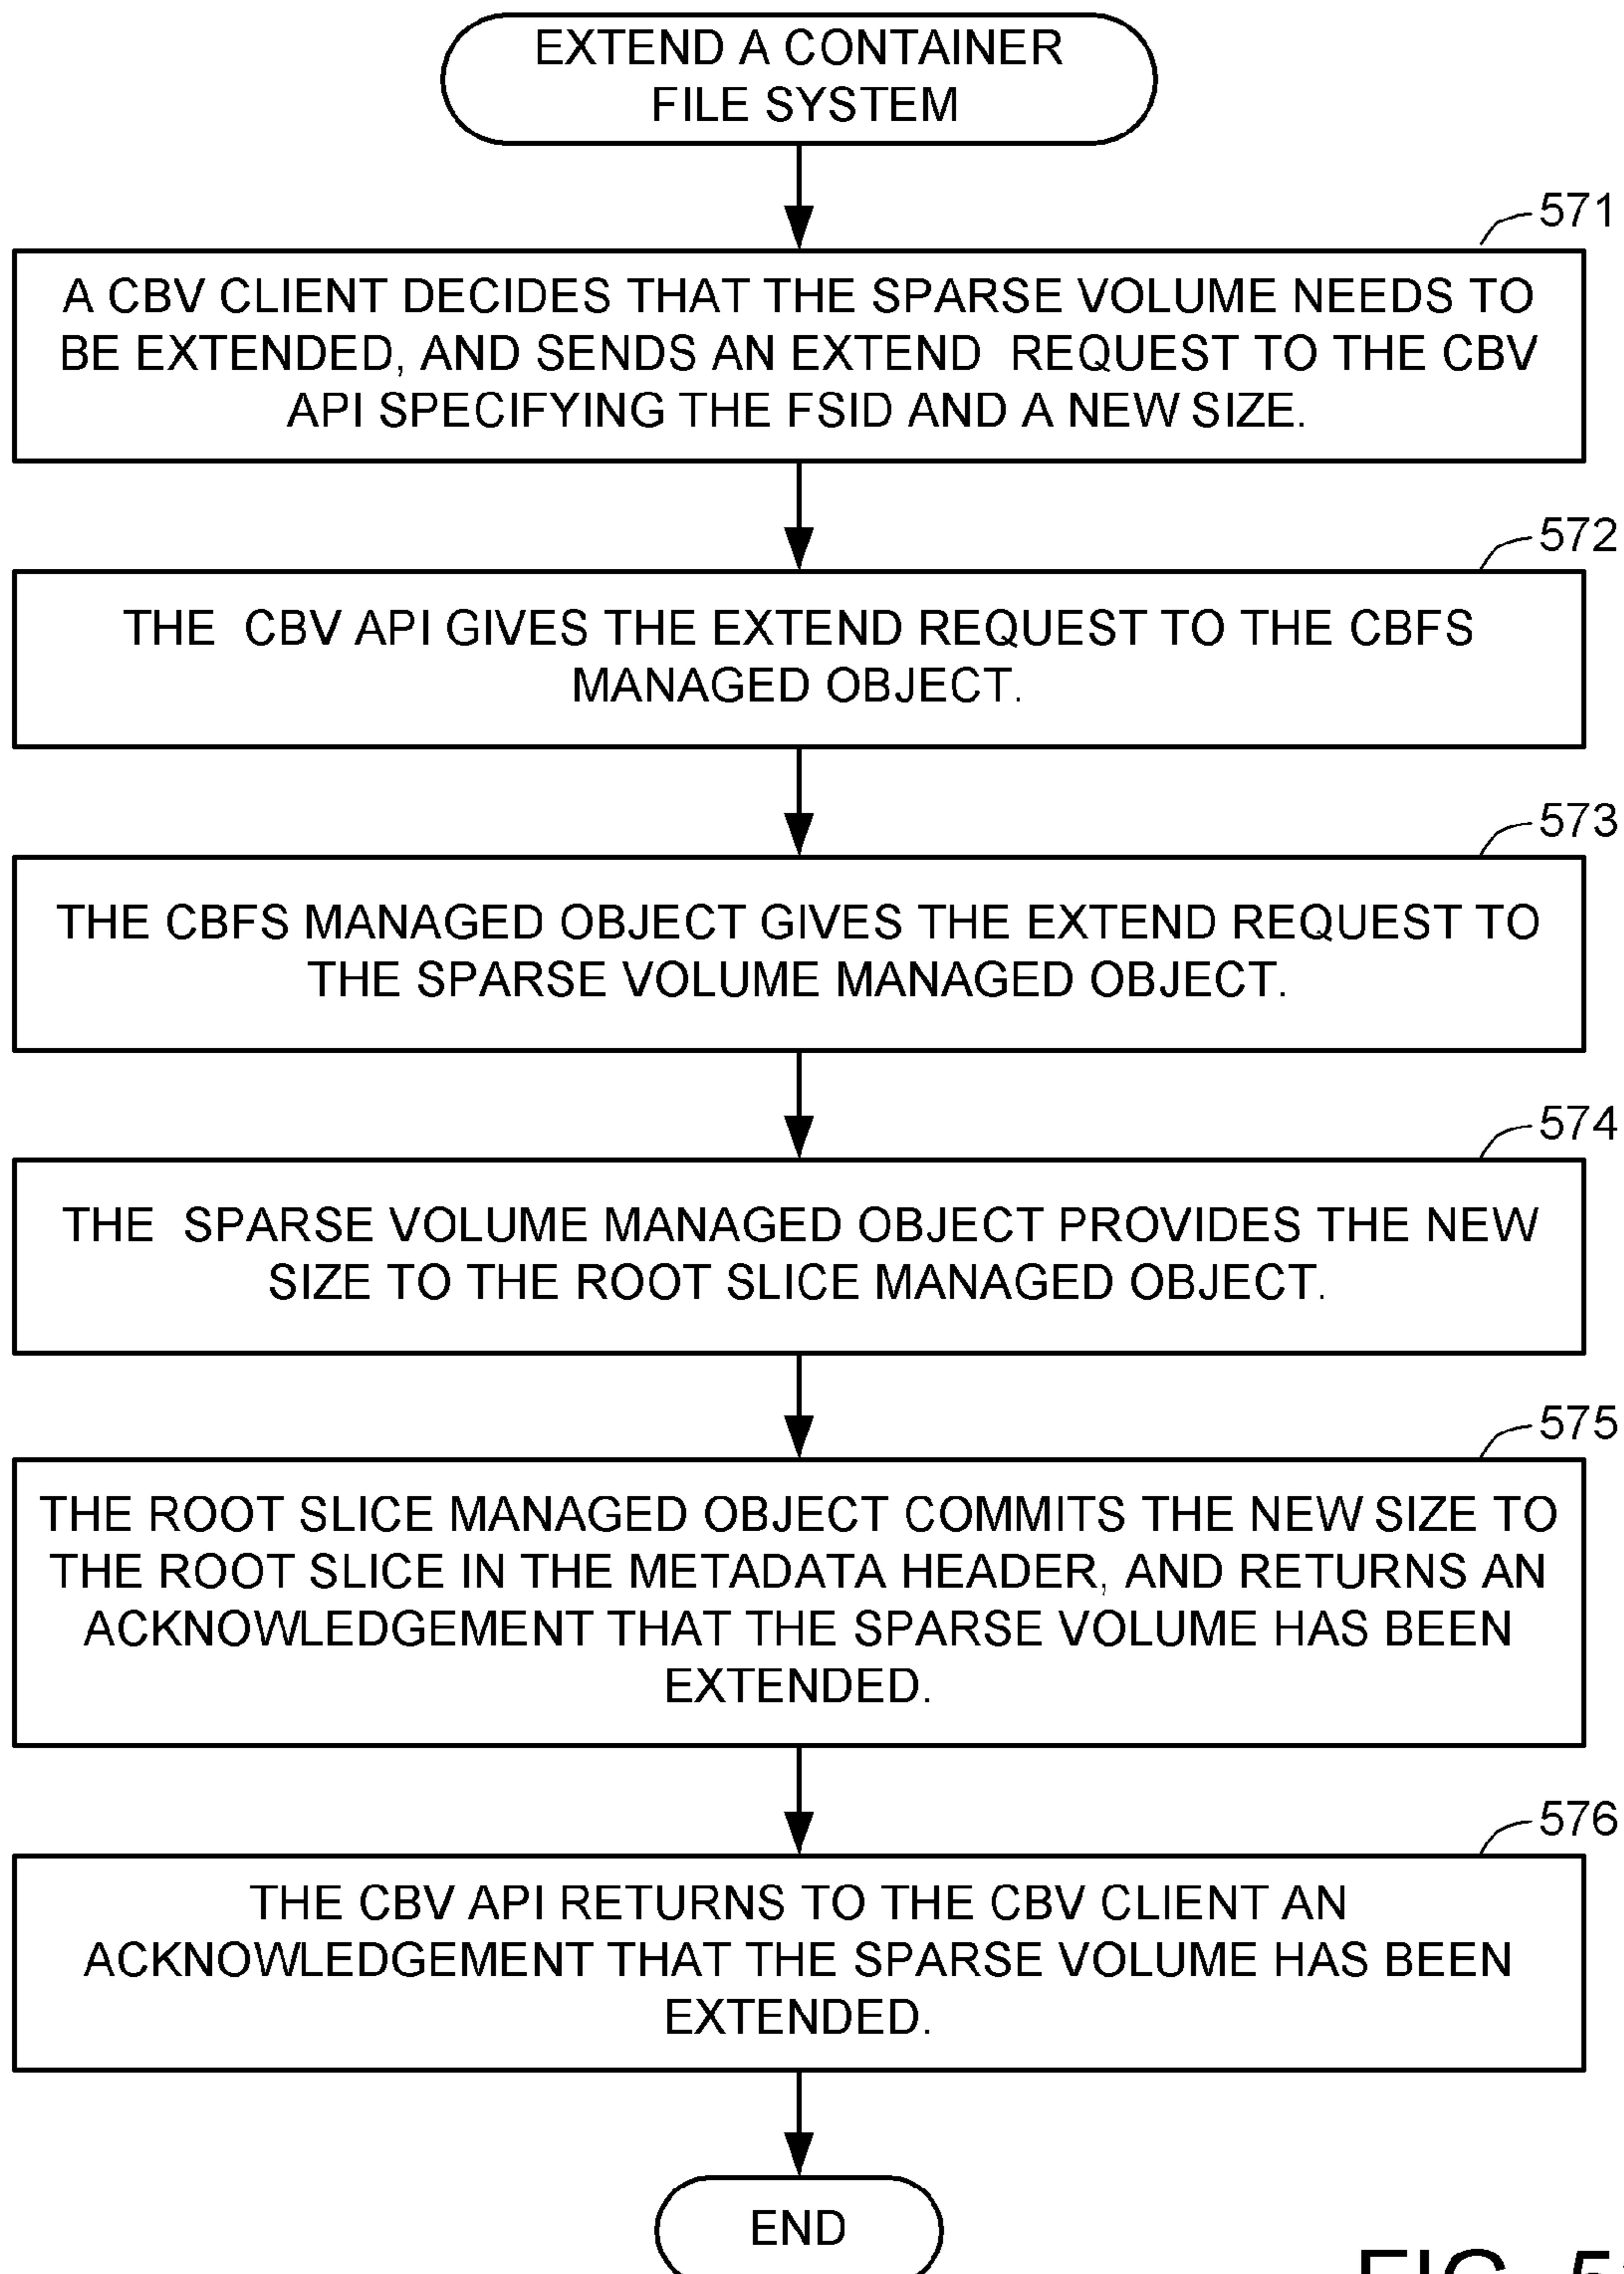 EXTEND A CONTAINER
FILE SYSTEM
571
A CBV CLIENT DECIDES THAT THE SPARSE VOLUME NEEDS TO
BE EXTENDED, AND SENDS AN EXTEND REQUEST TO THE CBV
API SPECIFYING THE FSID AND A NEW SIZE.
572
THE CBV API GIVES THE EXTEND REQUEST TO THE CBFS
MANAGED OBJECT.
573
THE CBFS MANAGED OBJECT GIVES THE EXTEND REQUEST TO
THE SPARSE VOLUME MANAGED OBJECT.
574
THE SPARSE VOLUME MANAGED OBJECT PROVIDES THE NEW
SIZE TO THE ROOT SLICE MANAGED OBJECT.
575
THE ROOT SLICE MANAGED OBJECT COMMITS THE NEW SIZE TO
THE ROOT SLICE IN THE METADATA HEADER, AND RETURNS AN
ACKNOWLEDGEMENT THAT THE SPARSE VOLUME HAS BEEN
EXTENDED.
576
THE CBV API RETURNS TO THE CBV CLIENT AN
ACKNOWLEDGEMENT THAT THE SPARSE VOLUME HAS BEEN
EXTENDED.
END
FIG.